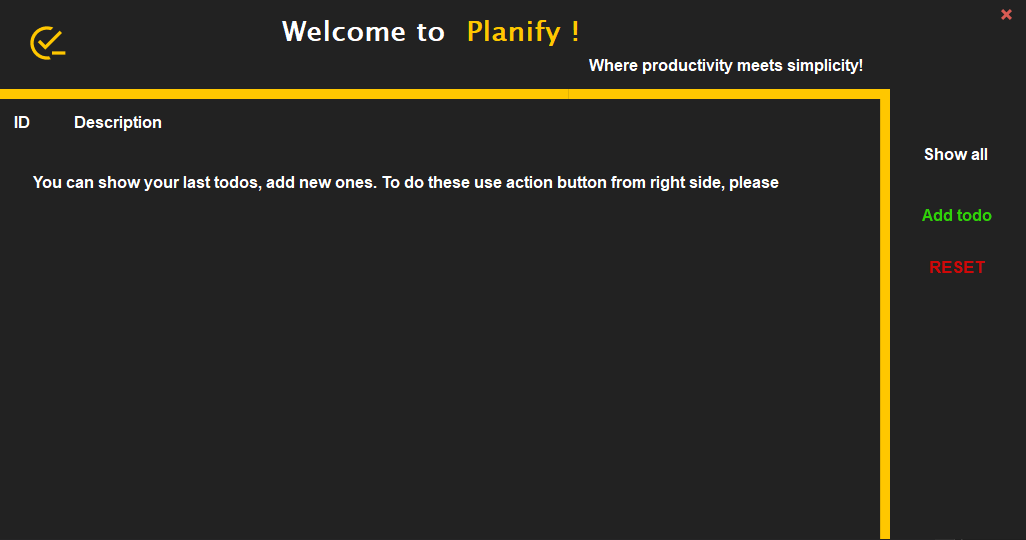 Welcome to Planify !
Where productivity meets simplicity!
ID Description
Show all
You can show your last todos, add new ones. To do these use action button from right side, please
Add todo
RESET